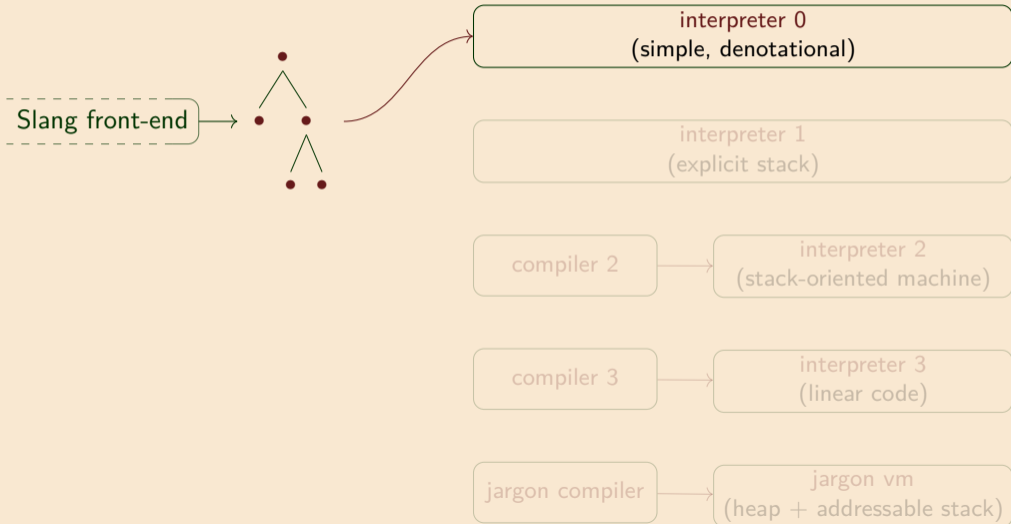 interpreter 0
(simple, denotational)
Slang front-end
interpreter 1
(explicit stack)
compiler 2
interpreter 2
(stack-oriented machine)
compiler 3
interpreter 3
(linear code)
jargon compiler
jargon vm
(heap + addressable stack)